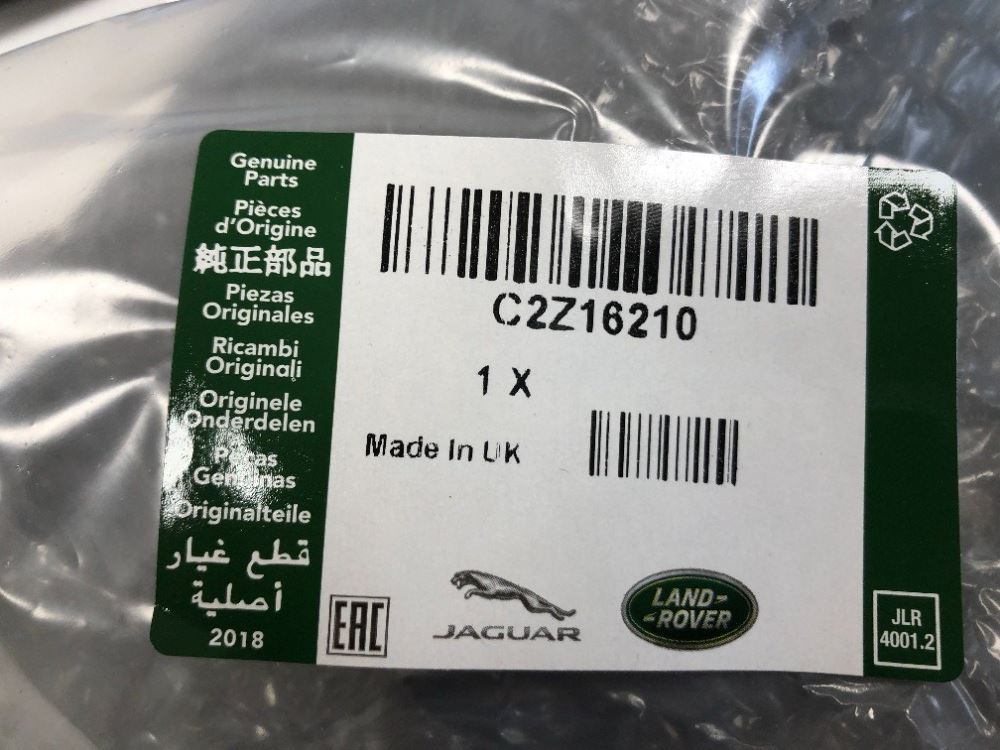 Genuine
Parts
Pièces
d'Origine
純正部品
Piezas
Originales
Ricambi
Originali
Originele
Onderdelen
Peças
Genuínas
Originalteile
قطع غيار
أصلية
2018
C2Z16210
1 X
Made In UK
EAC
JAGUAR
LAND-
-ROVER
JLR
4001.2